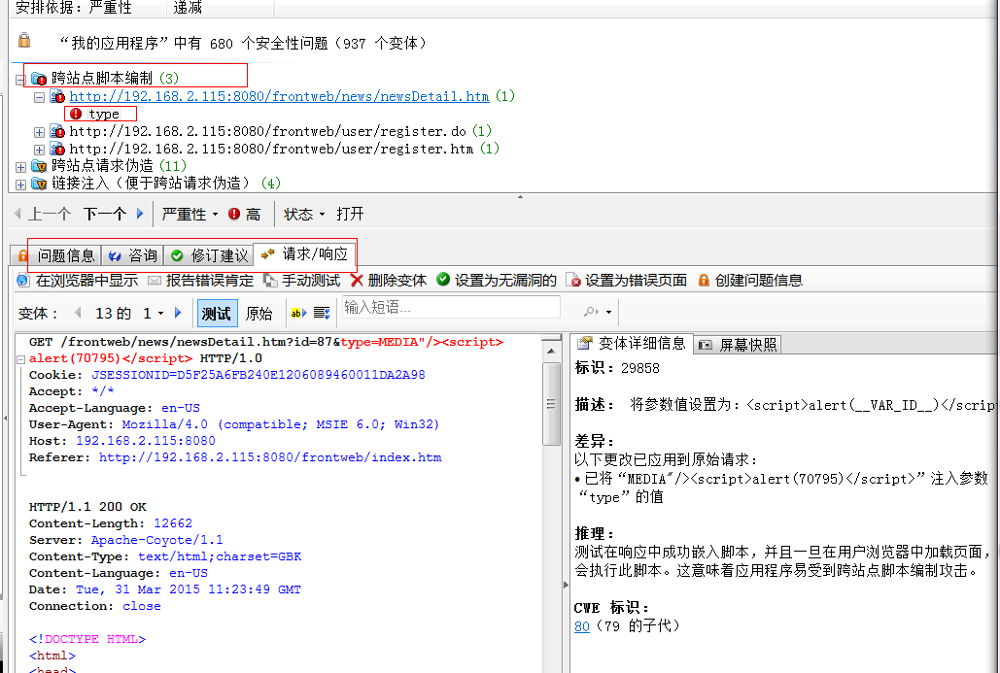 安排依据：严重性 递减
“我的应用程序”中有 680 个安全性问题（937 个变体）
跨站点脚本编制 (3)
http://192.168.2.115:8080/frontweb/news/newsDetail.htm (1)
type
http://192.168.2.115:8080/frontweb/user/register.do (1)
http://192.168.2.115:8080/frontweb/user/register.htm (1)
跨站点请求伪造 (11)
链接注入（便于跨站请求伪造） (4)
上一个 下一个 严重性 高 状态 打开
问题信息 咨询 修订建议 请求/响应
在浏览器中显示 报告错误肯定 手动测试 删除变体 设置为无漏洞的 设置为错误页面 创建问题信息
变体： 13 的 1 测试 原始 ab 输入短语...
GET /frontweb/news/newsDetail.htm?id=87&type=MEDIA"/><script>
alert(70795)</script> HTTP/1.0
Cookie: JSESSIONID=D5F25A6FB240E1206089460011DA2A98
Accept: */*
Accept-Language: en-US
User-Agent: Mozilla/4.0 (compatible; MSIE 6.0; Win32)
Host: 192.168.2.115:8080
Referer: http://192.168.2.115:8080/frontweb/index.htm
HTTP/1.1 200 OK
Content-Length: 12662
Server: Apache-Coyote/1.1
Content-Type: text/html;charset=GBK
Content-Language: en-US
Date: Tue, 31 Mar 2015 11:23:49 GMT
Connection: close
<!DOCTYPE HTML>
<html>
<head>
变体详细信息 屏幕快照
标识：29858
描述： 将参数值设置为：<script>alert(__VAR_ID__)</scrip
差异：
以下更改已应用到原始请求：
•已将“MEDIA"/><script>alert(70795)</script>”注入参数
“type”的值
推理：
测试在响应中成功嵌入脚本，并且一旦在用户浏览器中加载页面，
会执行此脚本。这意味着应用程序易受到跨站点脚本编制攻击。
CWE 标识：
80（79 的子代）